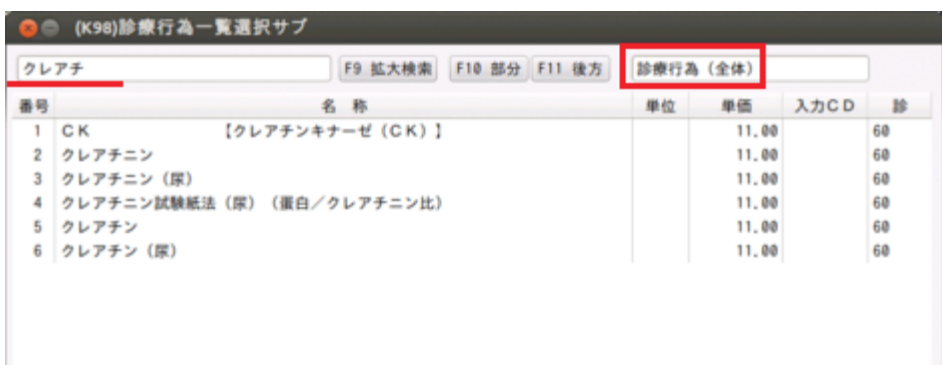 (K98)診療行為一覧選択サブ
クレアチ F9 拡大検索 F10 部分 F11 後方 診療行為（全体）
番号 名 称 単位 単価 入力CD 診
1 CK 【クレアチンキナーゼ（CK）】 11.00 60
2 クレアチニン 11.00 60
3 クレアチニン（尿） 11.00 60
4 クレアチニン試験紙法（尿）（蛋白／クレアチニン比） 11.00 60
5 クレアチン 11.00 60
6 クレアチン（尿） 11.00 60